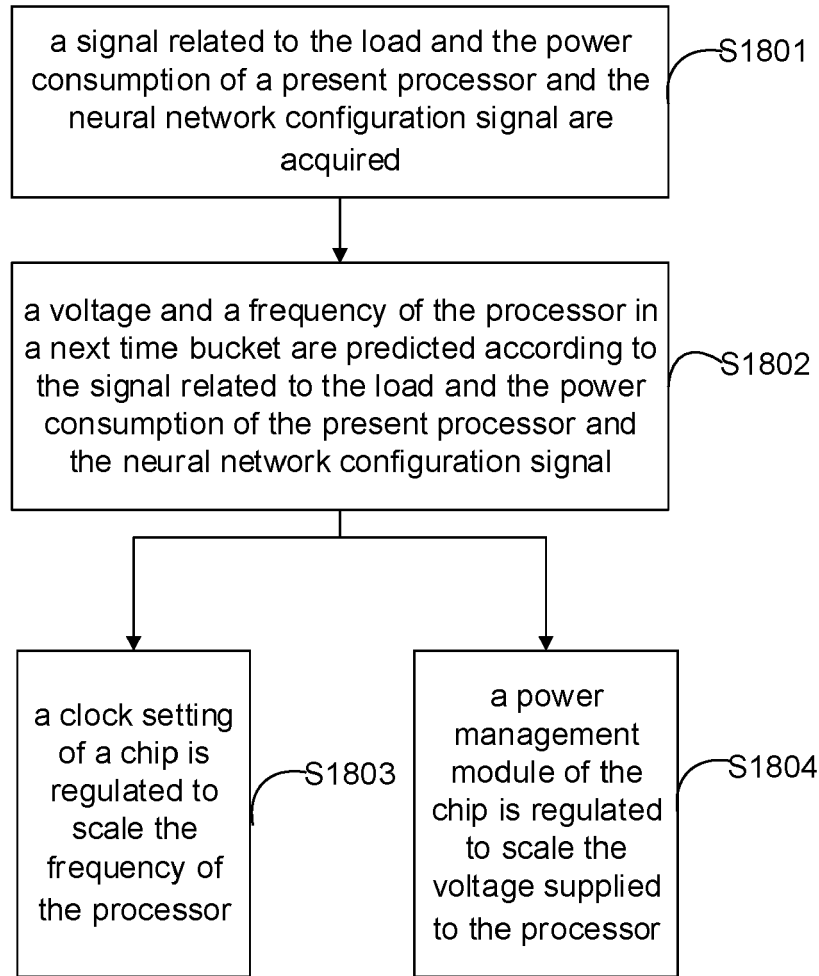 a signal related to the load and the power
consumption of a present processor and the
neural network configuration signal are
acquired
S1801
a voltage and a frequency of the processor in
a next time bucket are predicted according to
the signal related to the load and the power
consumption of the present processor and
the neural network configuration signal
S1802
a clock setting
of a chip is
regulated to
scale the
frequency of
the processor
S1803
a power
management
module of the
chip is regulated
to scale the
voltage supplied
to the processor
S1804